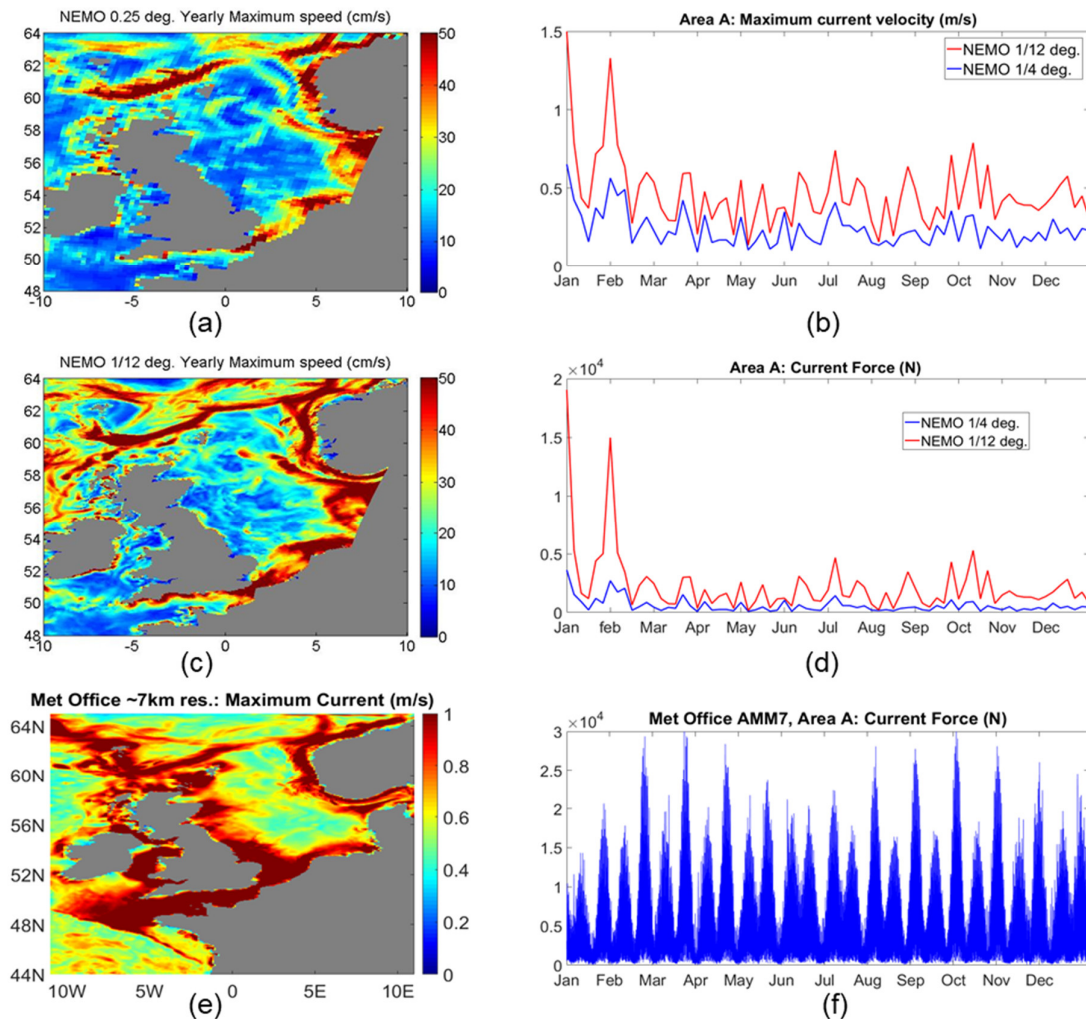 NEMO 0.25 deg. Yearly Maximum speed (cm/s)
64
62
60
58
56
54
52
50
48
-10
-5
0
5
10
50
40
30
20
10
0
(a)
Area A: Maximum current velocity (m/s)
NEMO 1/12 deg.
NEMO 1/4 deg.
1.5
1
0.5
0
Jan Feb Mar Apr May Jun Jul Aug Sep Oct Nov Dec
(b)
NEMO 1/12 deg. Yearly Maximum speed (cm/s)
64
62
60
58
56
54
52
50
48
-10
-5
0
5
10
50
40
30
20
10
0
(c)
Area A: Current Force (N)
×10⁴
NEMO 1/4 deg.
NEMO 1/12 deg.
2
1.5
1
0.5
0
Jan feb Mar Apr May Jun Jul Aug Sep Oct Nov Dec
(d)
Met Office ~7km res.: Maximum Current (m/s)
64N
60N
56N
52N
48N
44N
10W
5W
0
5E
10E
1
0.8
0.6
0.4
0.2
0
(e)
Met Office AMM7, Area A: Current Force (N)
×10⁴
3
2.5
2
1.5
1
0.5
0
Jan Feb Mar Apr May Jun Jul Aug Sep Oct Nov Dec
(f)